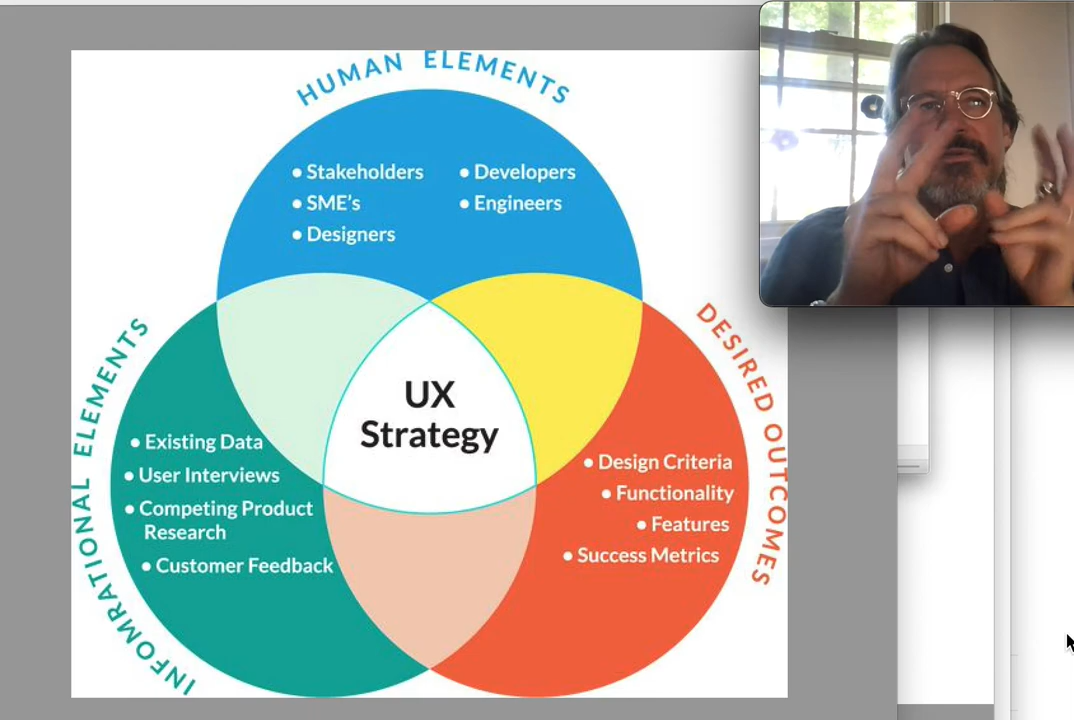 HUMAN ELEMENTS
• Stakeholders
• SME's
• Designers
• Developers
• Engineers
INFOMRATIONAL ELEMENTS
• Existing Data
• User Interviews
• Competing Product
Research
• Customer Feedback
UX
Strategy
DESIRED OUTCOMES
• Design Criteria
• Functionality
• Features
• Success Metrics